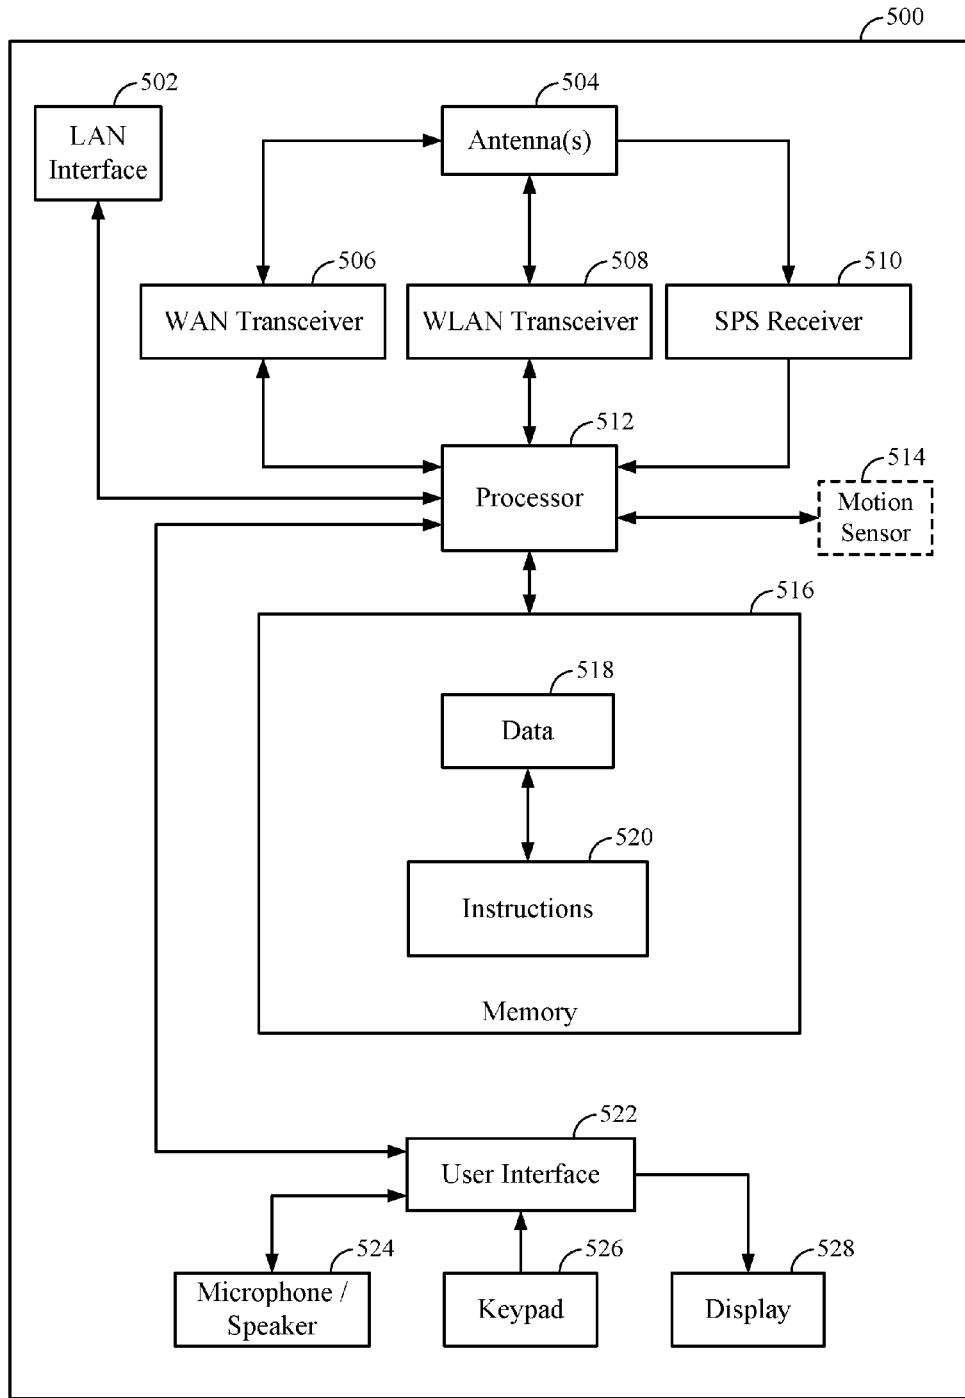 500
502
LAN
Interface
504
Antenna(s)
506
WAN Transceiver
508
WLAN Transceiver
510
SPS Receiver
512
Processor
514
Motion
Sensor
516
518
Data
520
Instructions
Memory
522
User Interface
524
Microphone /
Speaker
526
Keypad
528
Display